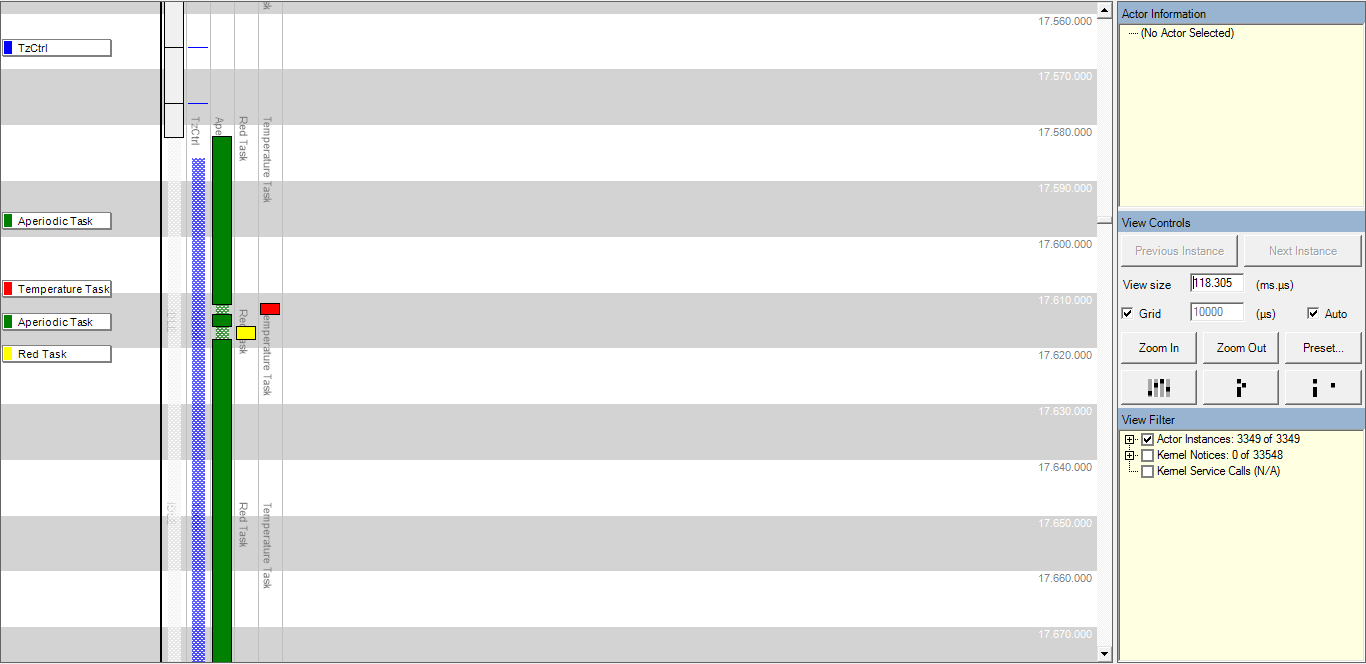 sk
17.560.000
TzCtrl
17.570.000
TzCtrl
Ape
Red Task
Temperature Task
17.580.000
17.590.000
Aperiodic Task
17.600.000
Temperature Task
17.610.000
Aperiodic Task
Temperature Task
Red Task
17.620.000
17.630.000
17.640.000
Red Task
Temperature Task
17.650.000
17.660.000
17.670.000
Actor Information
(No Actor Selected)
View Controls
Previous Instance Next Instance
View size 118.305 (ms.µs)
Grid 10000 (µs) Auto
Zoom In Zoom Out Preset...
View Filter
Actor Instances: 3349 of 3349
Kernel Notices: 0 of 33548
Kernel Service Calls (N/A)